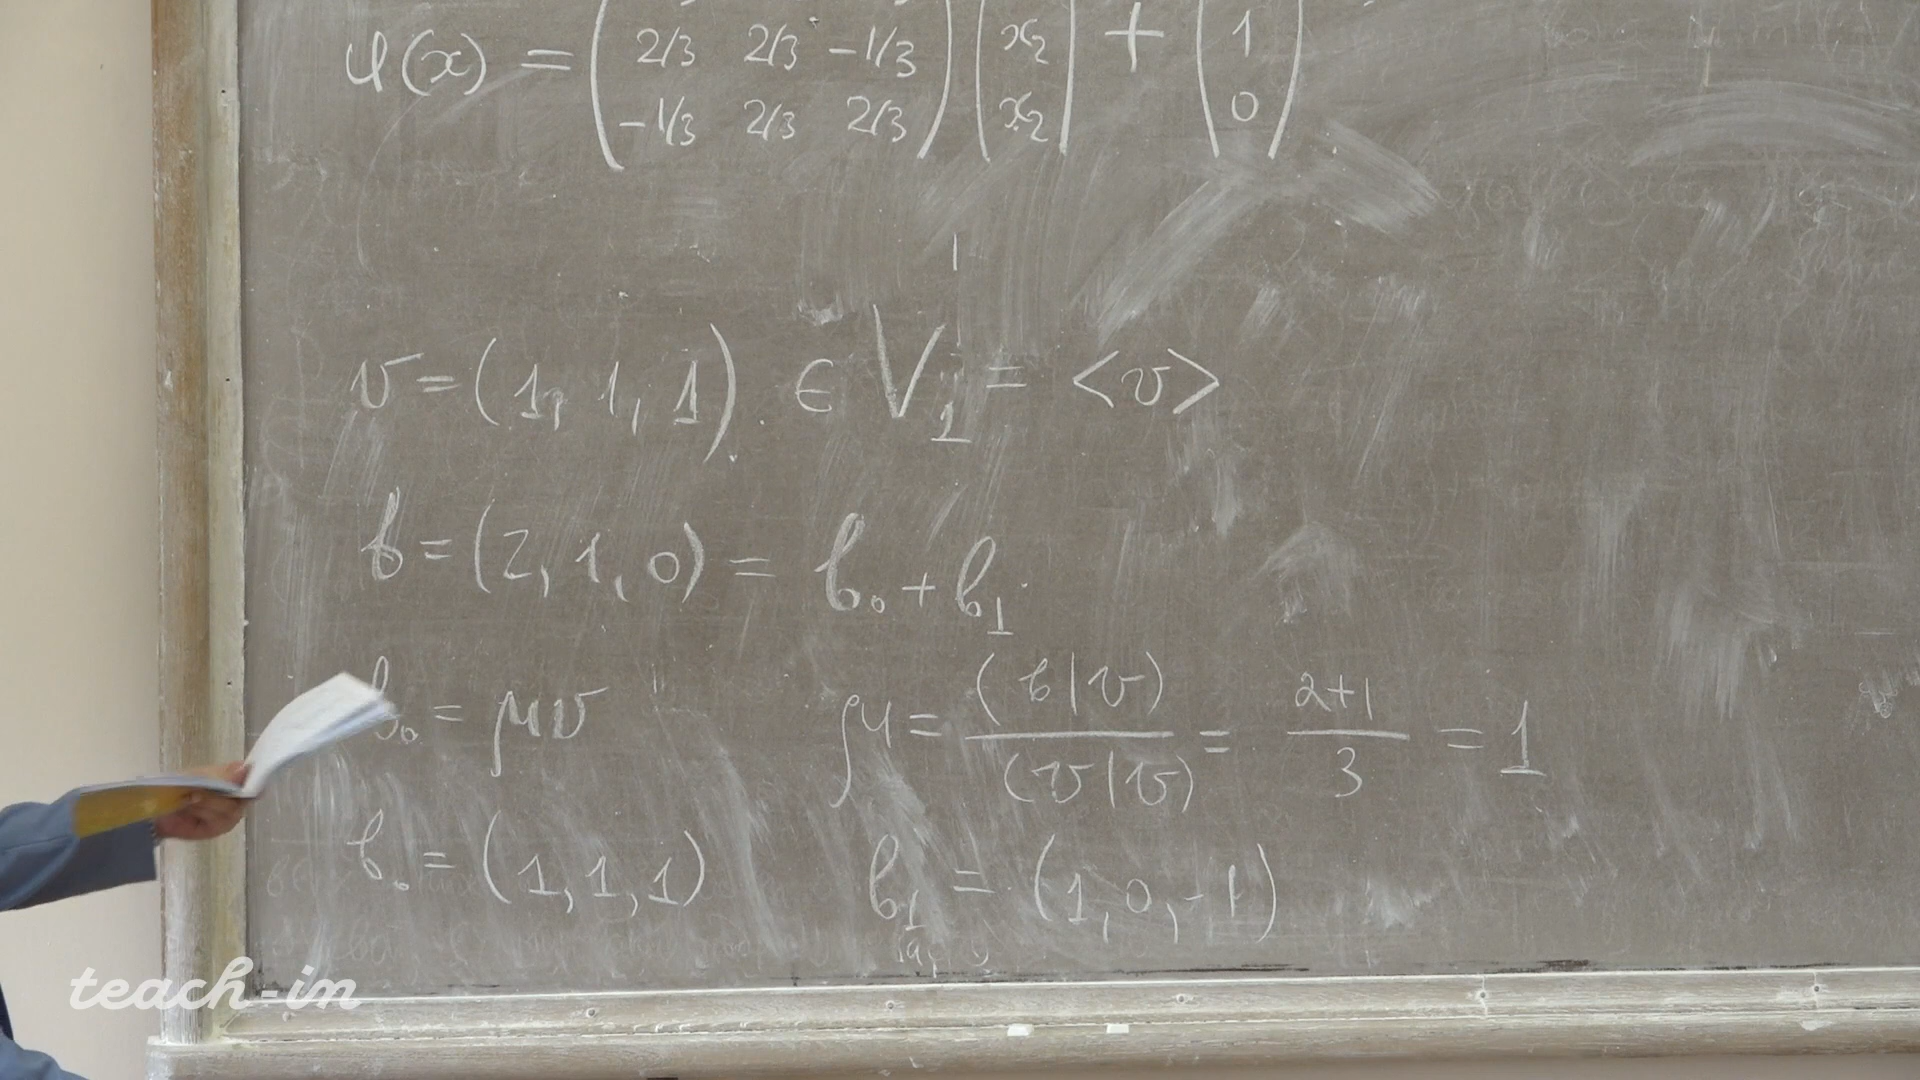 φ(x) = ( 2/3 2/3 -1/3 ) ( x₂ ) + ( 1 )
( -1/3 2/3 2/3 ) ( x₂ ) ( 0 )
v = (1, 1, 1) ∈ V₁ = <v>
b = (2, 1, 0) = b₀ + b₁
b₀ = μv μ = (b|v)/(v|v) = (2+1)/3 = 1
b₀ = (1, 1, 1) b₁ = (1, 0, -1)
teach-in